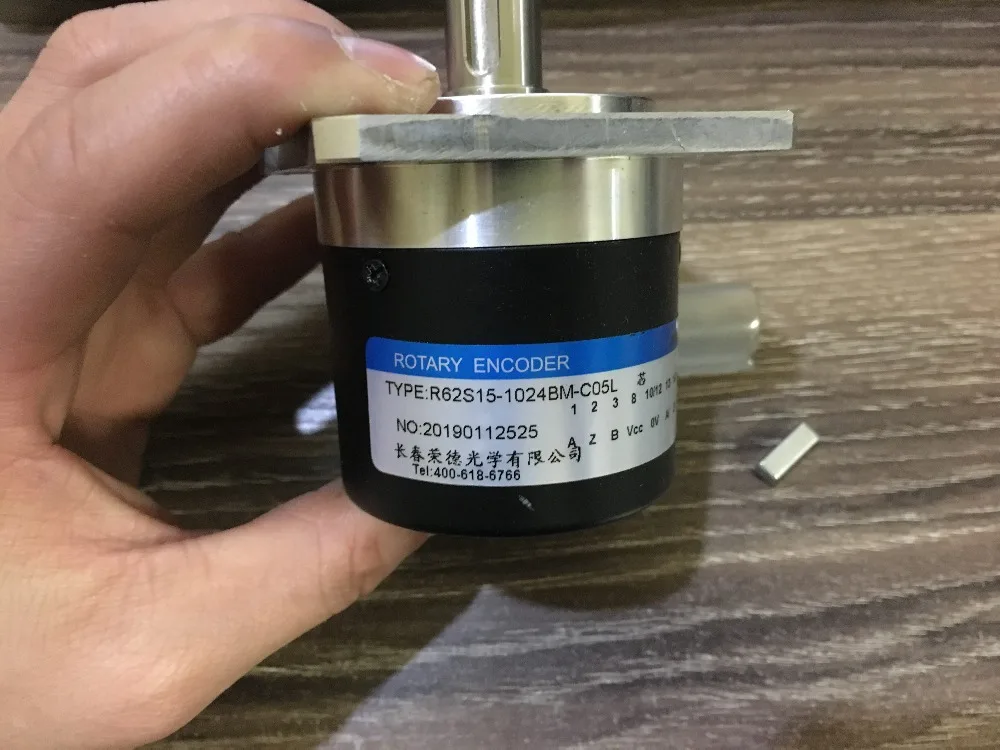 ROTARY ENCODER
TYPE:R62S15-1024BM-C05L
芯
1 2 3 8 10/12 13
NO:20190112525
A Z B Vcc 0V A
长春荣德光学有限公司
Tel:400-618-6766